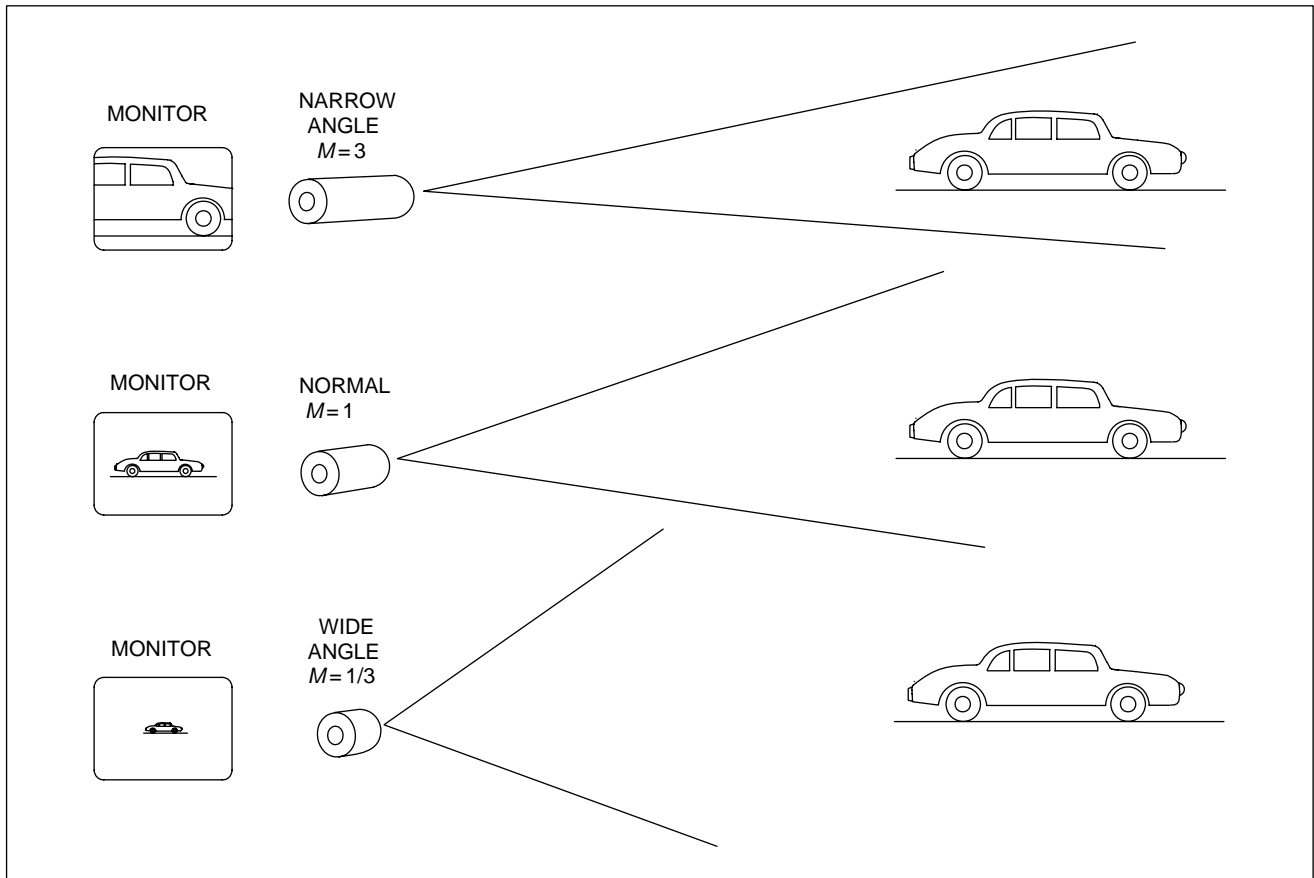 MONITOR
NARROW
ANGLE
M=3
MONITOR
NORMAL
M=1
MONITOR
WIDE
ANGLE
M=1/3